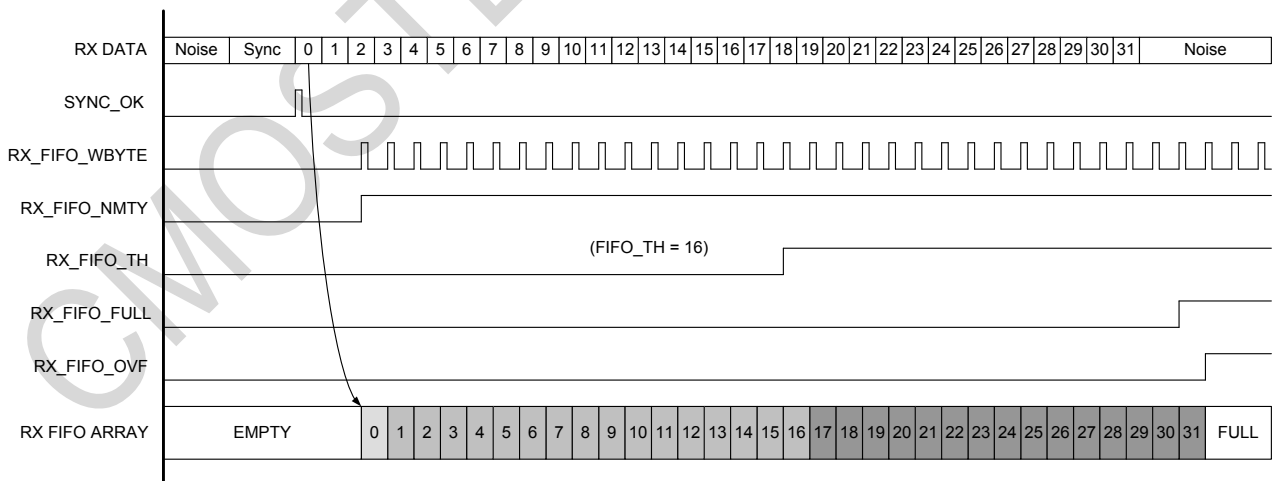 RX DATA Noise Sync 0 1 2 3 4 5 6 7 8 9 10 11 12 13 14 15 16 17 18 19 20 21 22 23 24 25 26 27 28 29 30 31 Noise
SYNC_OK
RX_FIFO_WBYTE
RX_FIFO_NMTY
(FIFO_TH = 16)
RX_FIFO_TH
RX_FIFO_FULL
RX_FIFO_OVF
RX FIFO ARRAY EMPTY 0 1 2 3 4 5 6 7 8 9 10 11 12 13 14 15 16 17 18 19 20 21 22 23 24 25 26 27 28 29 30 31 FULL
CMOST